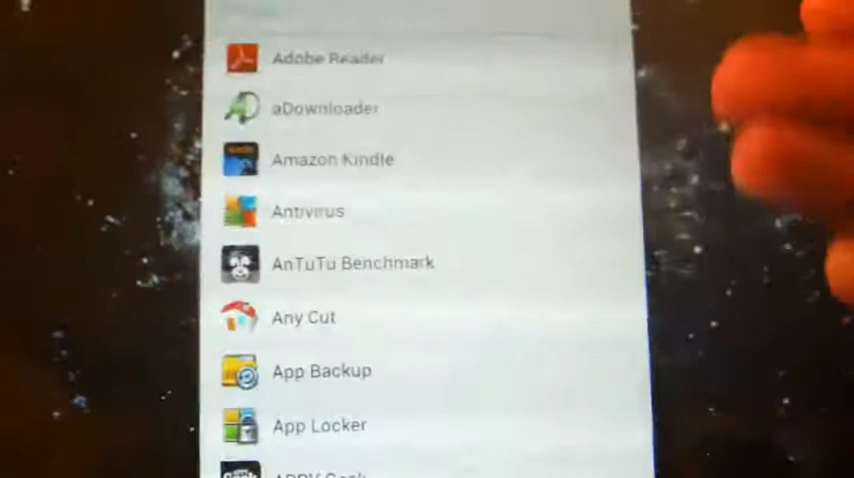 Adobe Reader
aDownloader
Amazon Kindle
Antivirus
AnTuTu Benchmark
Any Cut
App Backup
App Locker